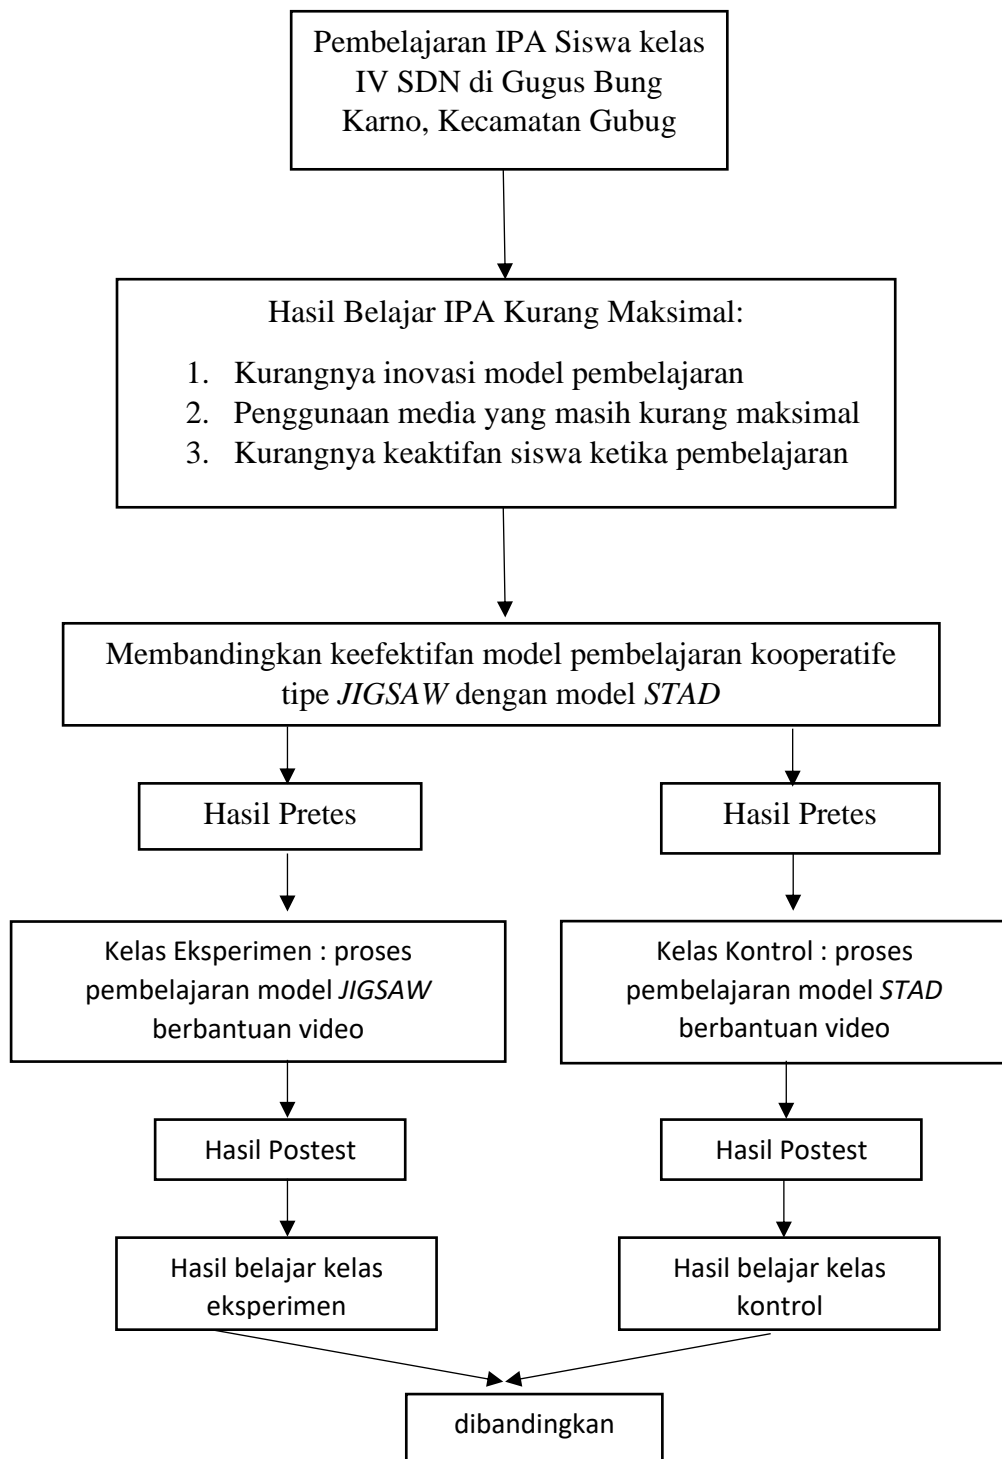 Pembelajaran IPA Siswa kelas
IV SDN di Gugus Bung
Karno, Kecamatan Gubug
Hasil Belajar IPA Kurang Maksimal:
1. Kurangnya inovasi model pembelajaran
2. Penggunaan media yang masih kurang maksimal
3. Kurangnya keaktifan siswa ketika pembelajaran
Membandingkan keefektifan model pembelajaran kooperatife
tipe JIGSAW dengan model STAD
Hasil Pretes
Hasil Pretes
Kelas Eksperimen : proses
pembelajaran model JIGSAW
berbantuan video
Kelas Kontrol : proses
pembelajaran model STAD
berbantuan video
Hasil Postest
Hasil Postest
Hasil belajar kelas
eksperimen
Hasil belajar kelas
kontrol
dibandingkan